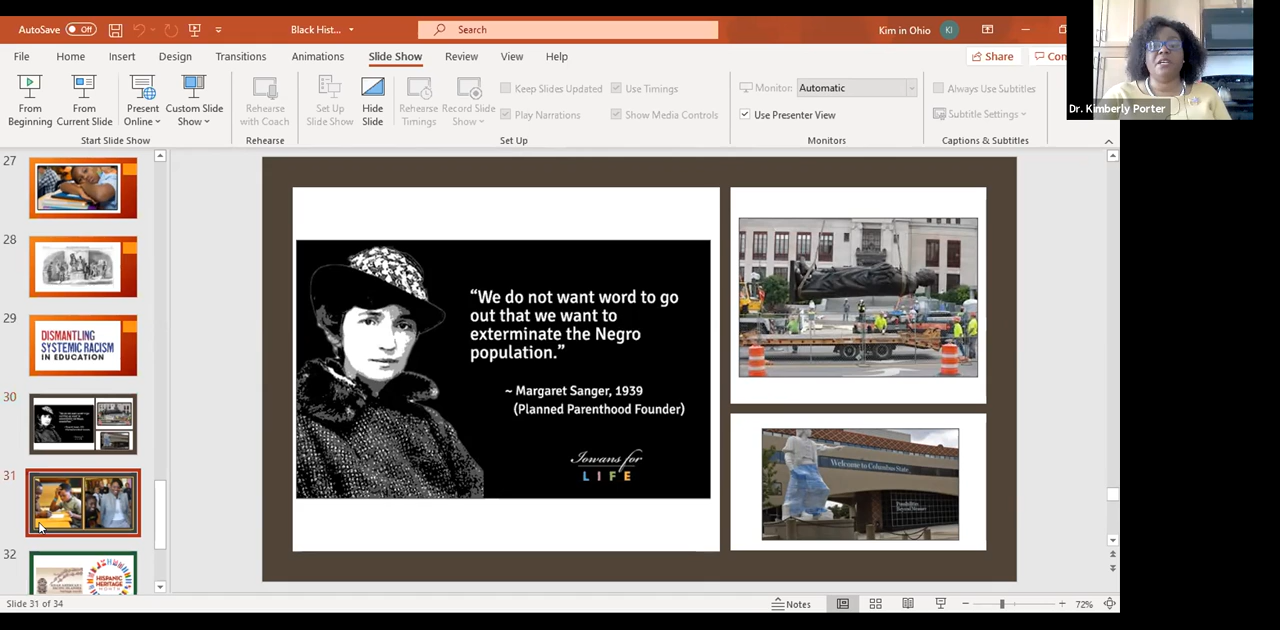 AutoSave Off
Black Hist...
Search
Kim in Ohio KI
File Home Insert Design Transitions Animations Slide Show Review View Help
Share
Com
From Beginning
From Current Slide
Present Online
Custom Slide Show
Rehearse with Coach
Set Up Slide Show
Hide Slide
Rehearse Timings
Record Slide Show
Keep Slides Updated
Play Narrations
Use Timings
Show Media Controls
Monitor: Automatic
Use Presenter View
Always Use Subtitles
Subtitle Settings
Start Slide Show
Rehearse
Set Up
Monitors
Captions & Subtitles
Dr. Kimberly Porter
27
28
29
DISMANTLING
SYSTEMIC RACISM
IN EDUCATION
30
31
32
HISPANIC
HERITAGE
MONTH
“We do not want word to go
out that we want to
exterminate the Negro
population.”
~ Margaret Sanger, 1939
(Planned Parenthood Founder)
Iowans for
LIFE
Welcome to Columbus State
Slide 31 of 34
Notes
72%